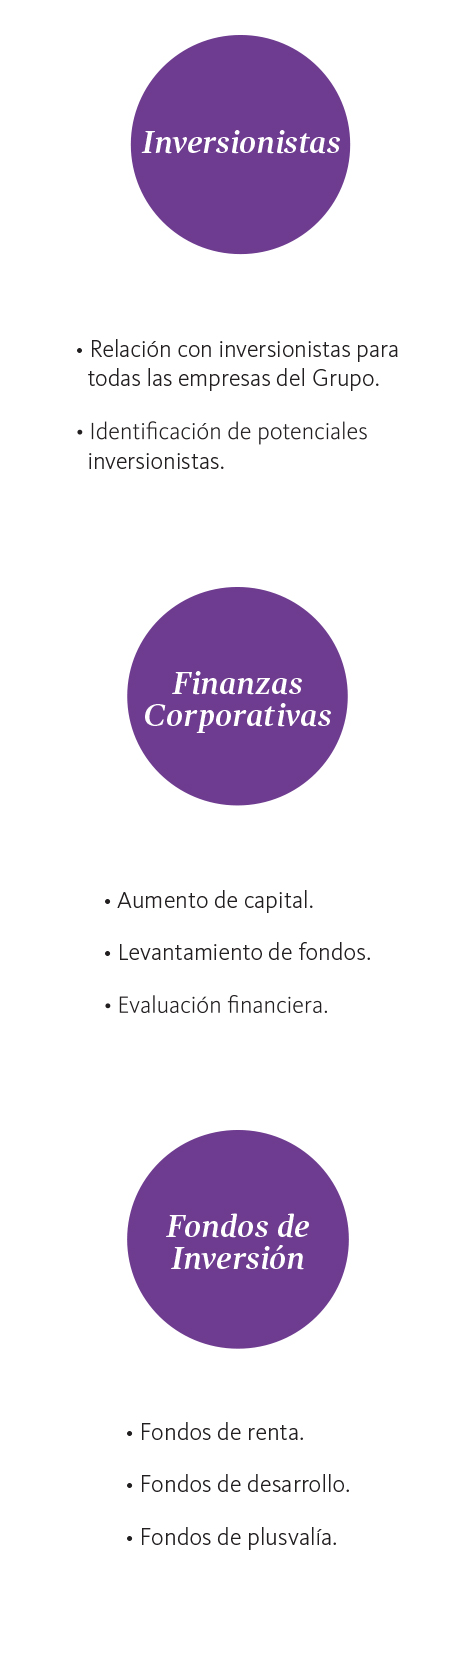 Inversionistas
• Relación con inversionistas para
todas las empresas del Grupo.
• Identificación de potenciales
inversionistas.
Finanzas
Corporativas
• Aumento de capital.
• Levantamiento de fondos.
• Evaluación financiera.
Fondos de
Inversión
• Fondos de renta.
• Fondos de desarrollo.
• Fondos de plusvalía.